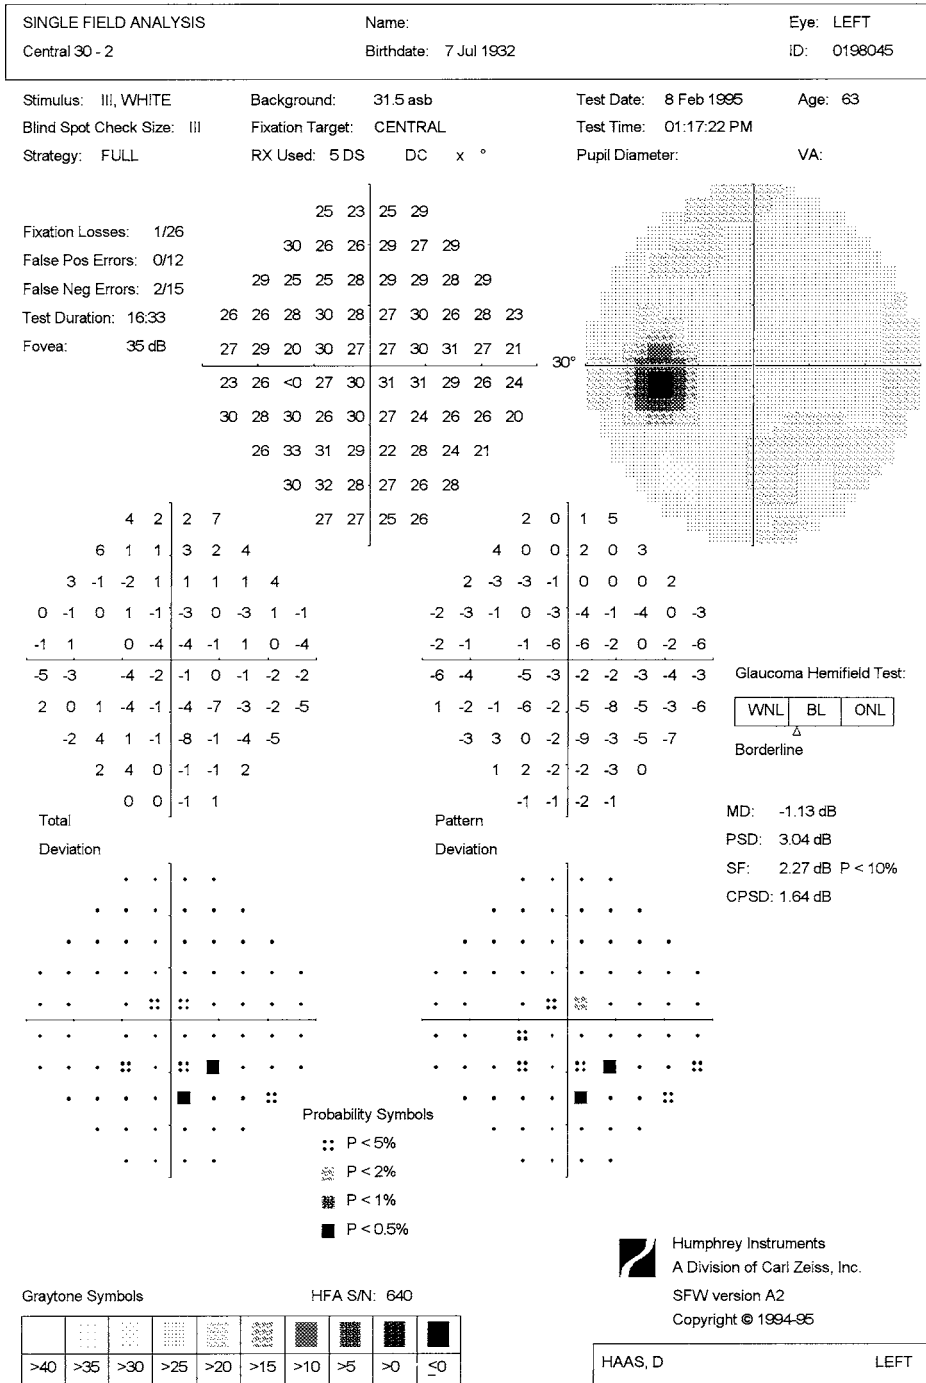 SINGLE FIELD ANALYSIS Name: Eye: LEFT
Central 30 - 2 Birthdate: 7 Jul 1932 ID: 0198045
Stimulus: III, WHITE Background: 31.5 asb Test Date: 8 Feb 1995 Age: 63
Blind Spot Check Size: III Fixation Target: CENTRAL Test Time: 01:17:22 PM
Strategy: FULL RX Used: 5 DS DC x ° Pupil Diameter: VA:
25 23 25 29
Fixation Losses: 1/26
30 26 26 29 27 29
False Pos Errors: 0/12
29 25 25 28 29 29 28 29
False Neg Errors: 2/15
Test Duration: 16:33
26 26 28 30 28 27 30 26 28 23
Fovea: 35 dB
27 29 20 30 27 27 30 31 27 21
30°
23 26 <0 27 30 31 31 29 26 24
30 28 30 26 30 27 24 26 26 20
26 33 31 29 22 28 24 21
30 32 28 27 26 28
27 27 25 26
4 2 2 7
6 1 1 3 2 4
3 -1 -2 1 1 1 1 4
0 -1 0 1 -1 -3 0 -3 1 -1
-1 1 0 -4 -4 -1 1 0 -4
-5 -3 -4 -2 -1 0 -1 -2 -2
2 0 1 -4 -1 -4 -7 -3 -2 -5
-2 4 1 -1 -8 -1 -4 -5
2 4 0 -1 -1 2
0 0 -1 1
Total
Deviation
2 0 1 5
4 0 0 2 0 3
2 -3 -3 -1 0 0 0 2
-2 -3 -1 0 -3 -4 -1 -4 0 -3
-2 -1 -1 -6 -6 -2 0 -2 -6
-6 -4 -5 -3 -2 -2 -3 -4 -3
1 -2 -1 -6 -2 -5 -8 -5 -3 -6
-3 3 0 -2 -9 -3 -5 -7
1 2 -2 -2 -3 0
-1 -1 -2 -1
Pattern
Deviation
Glaucoma Hemifield Test:
WNL BL ONL
Borderline
MD: -1.13 dB
PSD: 3.04 dB
SF: 2.27 dB P < 10%
CPSD: 1.64 dB
Probability Symbols
P < 5%
P < 2%
P < 1%
P < 0.5%
Humphrey Instruments
A Division of Carl Zeiss, Inc.
SFW version A2
Copyright © 1994-95
Graytone Symbols HFA S/N: 640
>40 >35 >30 >25 >20 >15 >10 >5 >0 ≤0
HAAS, D LEFT